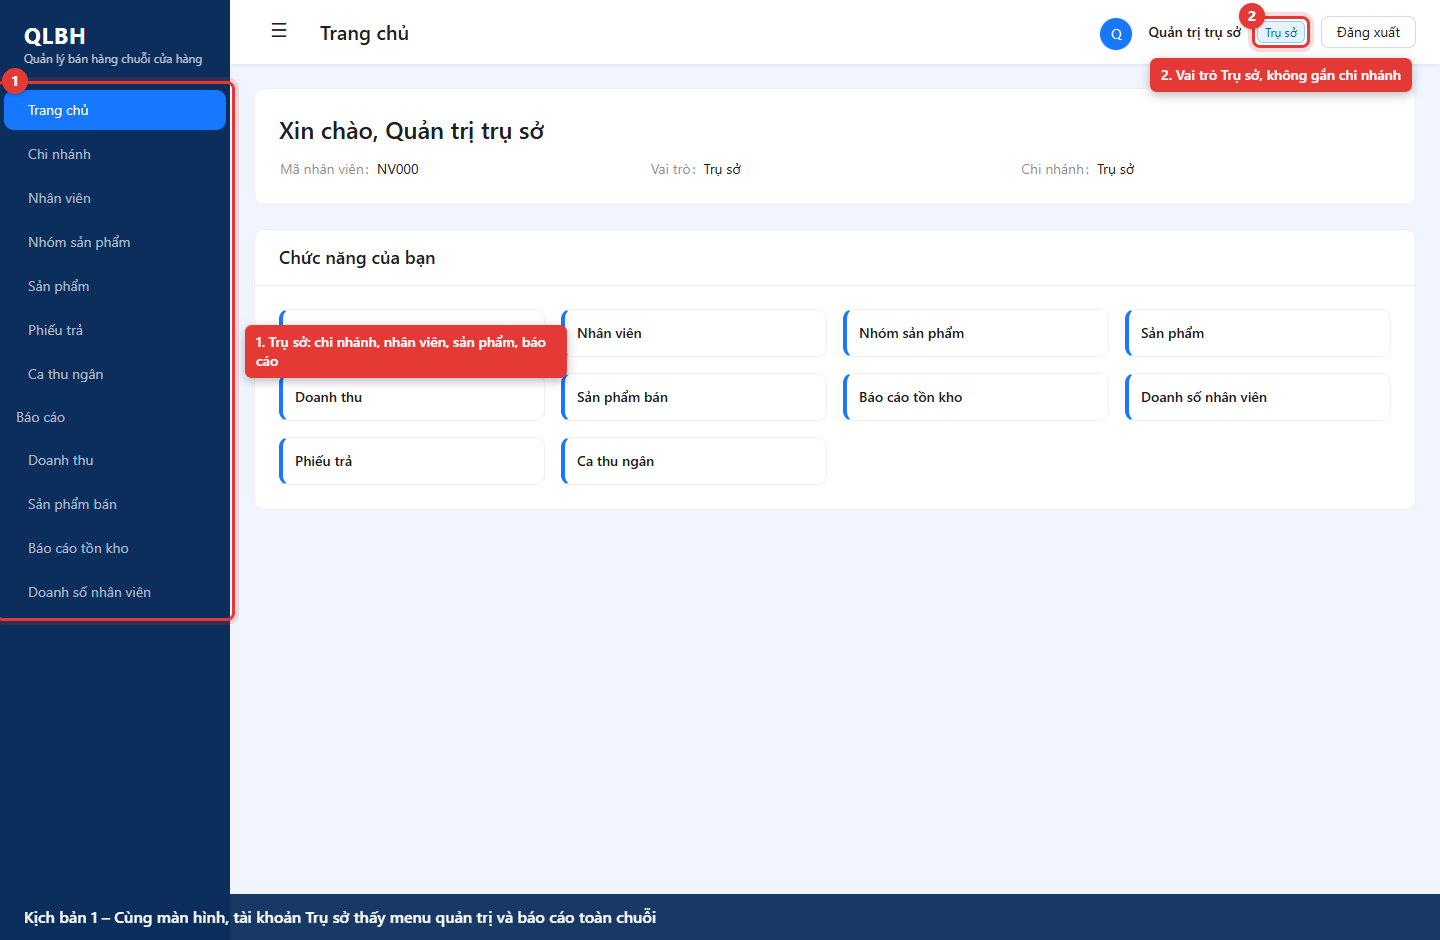 QLBH
Quản lý bán hàng chuỗi cửa hàng
1
Trang chủ
Chi nhánh
Nhân viên
Nhóm sản phẩm
Sản phẩm
Phiếu trả
Ca thu ngân
Báo cáo
Doanh thu
Sản phẩm bán
Báo cáo tồn kho
Doanh số nhân viên
☰ Trang chủ
Q Quản trị trụ sở
2
Trụ sở
Đăng xuất
2. Vai trò Trụ sở, không gắn chi nhánh
Xin chào, Quản trị trụ sở
Mã nhân viên: NV000 Vai trò: Trụ sở Chi nhánh: Trụ sở
Chức năng của bạn
1. Trụ sở: chi nhánh, nhân viên, sản phẩm, báo
cáo
Nhân viên Nhóm sản phẩm Sản phẩm
Doanh thu Sản phẩm bán Báo cáo tồn kho Doanh số nhân viên
Phiếu trả Ca thu ngân
Kịch bản 1 – Cùng màn hình, tài khoản Trụ sở thấy menu quản trị và báo cáo toàn chuỗi